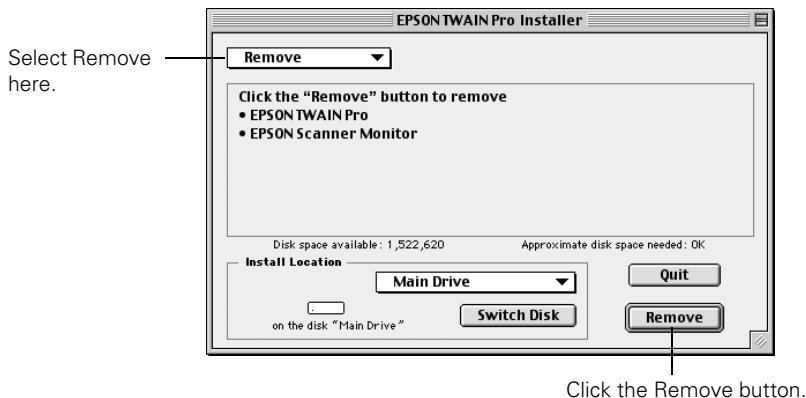 EPSON TWAIN Pro Installer
Select Remove
here.
Remove
Click the “Remove” button to remove
• EPSON TWAIN Pro
• EPSON Scanner Monitor
Disk space available: 1,522,620
Approximate disk space needed: OK
Install Location
Main Drive
Quit
on the disk “Main Drive”
Switch Disk
Remove
Click the Remove button.